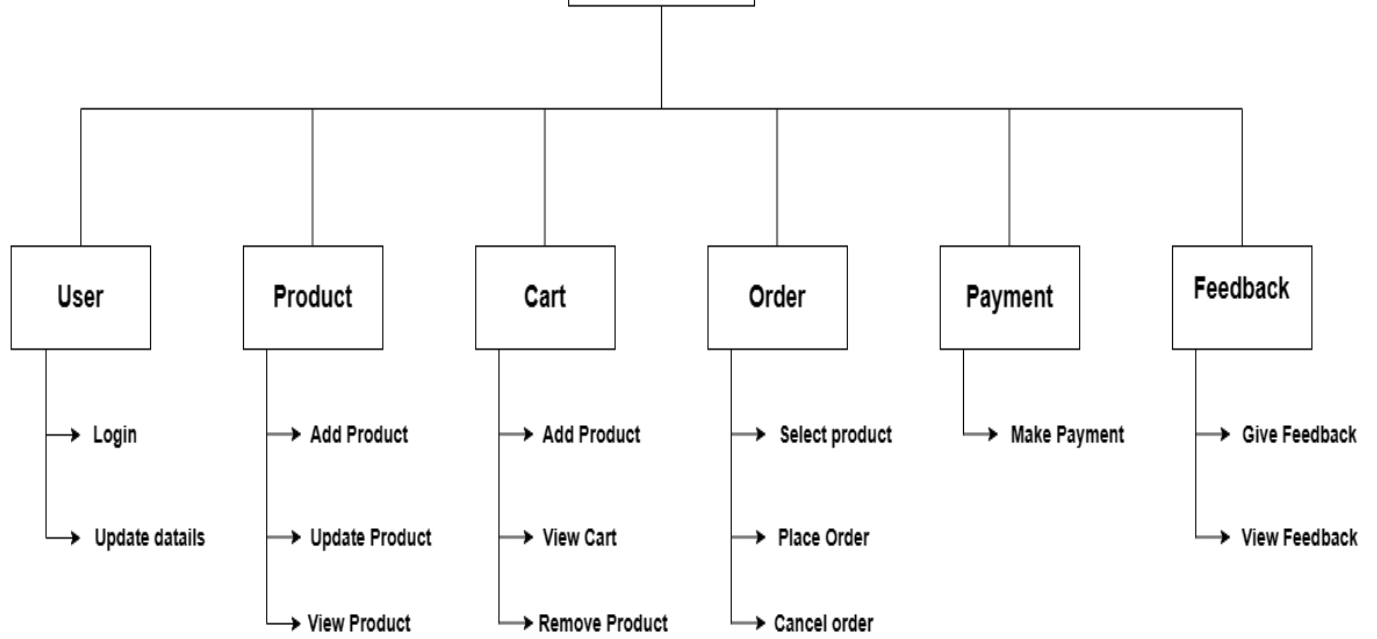 User
Product
Cart
Order
Payment
Feedback
Login
Add Product
Add Product
Select product
Make Payment
Give Feedback
Update datails
Update Product
View Cart
Place Order
View Feedback
View Product
Remove Product
Cancel order